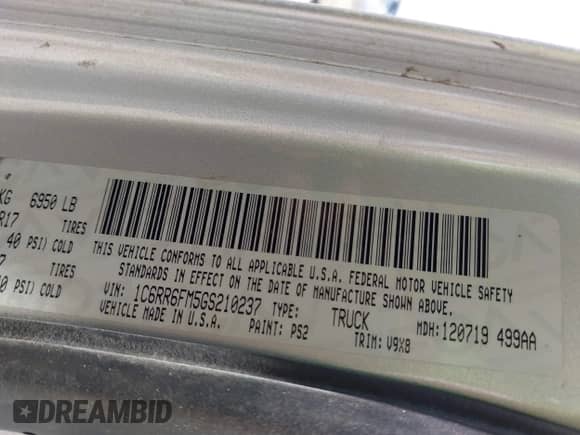 KG 6950 LB
R17 TIRES
40 PSI) COLD
TIRES
0 PSI) COLD
THIS VEHICLE CONFORMS TO ALL APPLICABLE U.S.A. FEDERAL MOTOR VEHICLE SAFETY
STANDARDS IN EFFECT ON THE DATE OF MANUFACTURE SHOWN ABOVE.
VIN: 1C6RR6FM5GS210237 TYPE: TRUCK MDH:120719 499AA
VEHICLE MADE IN U.S.A. PAINT: PS2 TRIM: V9X8
DREAMBID